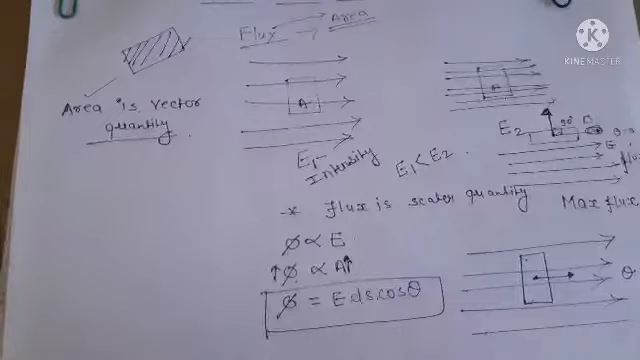 Flux → Area
KINEMASTER
Area is vector
quantity
A
A
E1 - Intensity
E1 < E2
E2
90°
E
* flux is scaler quantity
Max flux
φ ∝ E
↑φ ∝ A↑
φ = E.ds.cosθ
θ